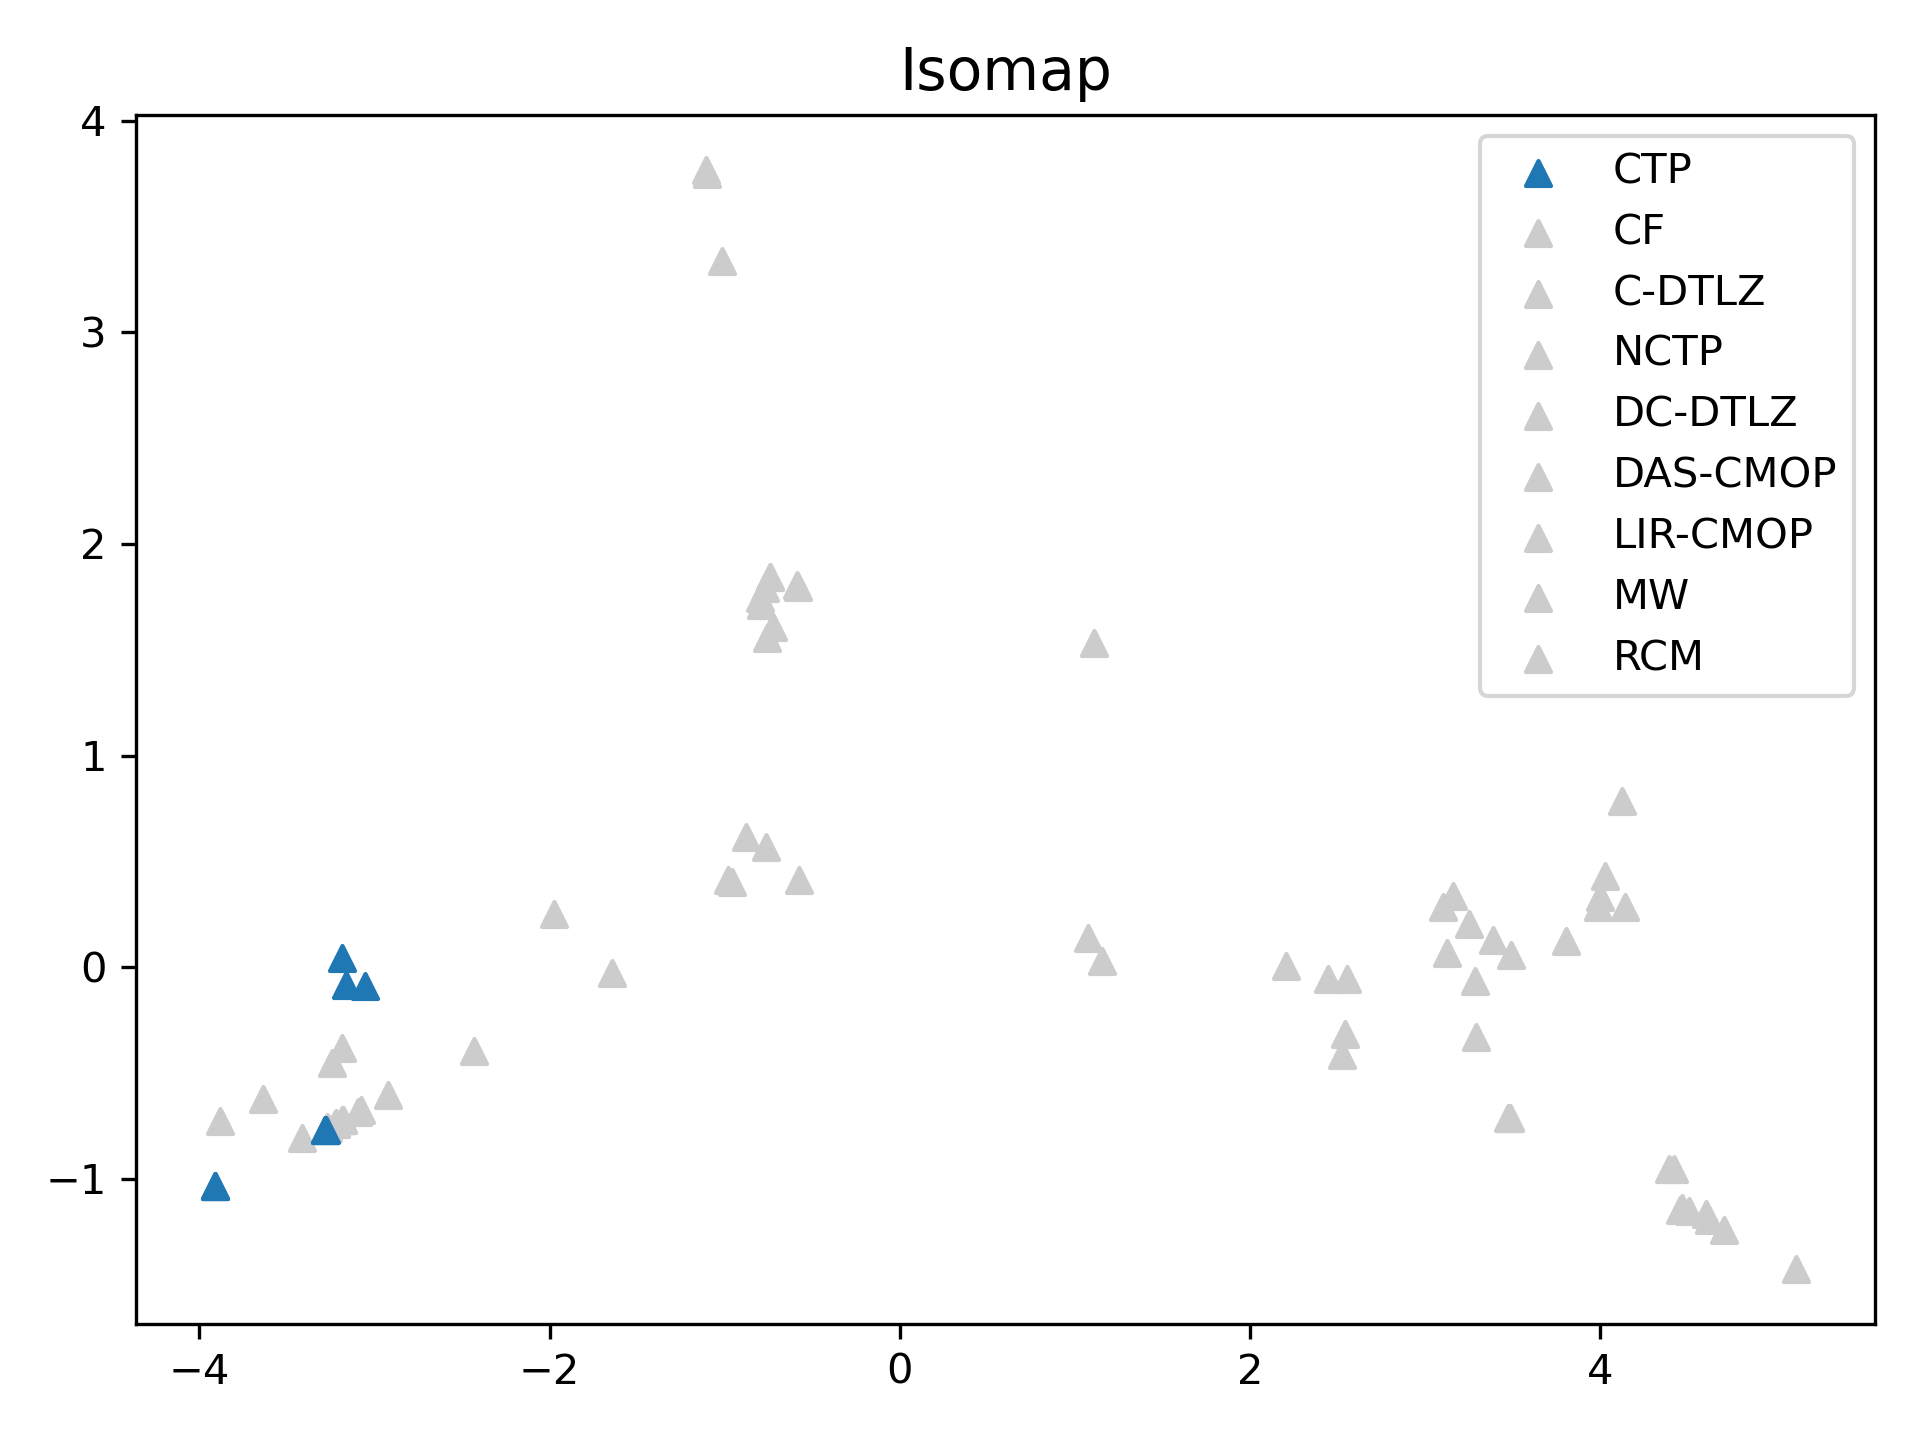 Isomap
4
3
2
1
0
−1
−4
−2
0
2
4
CTP
CF
C-DTLZ
NCTP
DC-DTLZ
DAS-CMOP
LIR-CMOP
MW
RCM